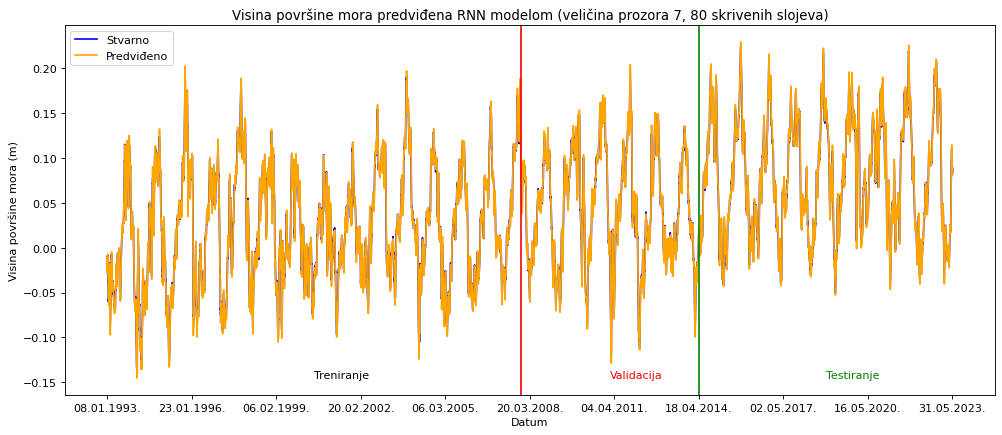 Visina površine mora predviđena RNN modelom (veličina prozora 7, 80 skrivenih slojeva)
Stvarno
Predviđeno
Visina površine mora (m)
0.20
0.15
0.10
0.05
0.00
−0.05
−0.10
−0.15
Treniranje
Validacija
Testiranje
08.01.1993.
23.01.1996.
06.02.1999.
20.02.2002.
06.03.2005.
20.03.2008.
04.04.2011.
18.04.2014.
02.05.2017.
16.05.2020.
31.05.2023.
Datum